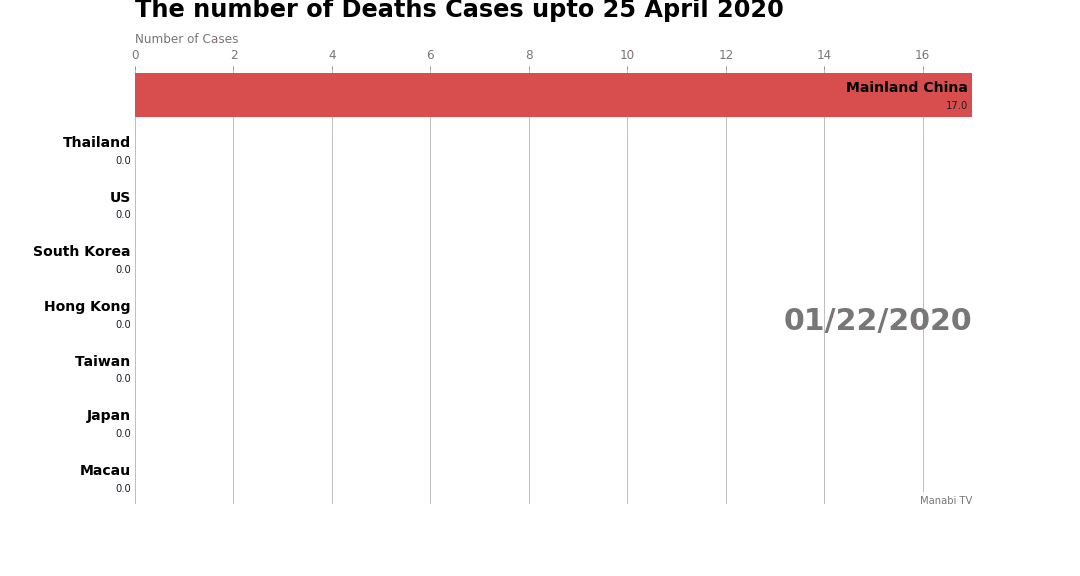 The number of Deaths Cases upto 25 April 2020
Number of Cases
0 2 4 6 8 10 12 14 16
Mainland China
17.0
Thailand
0.0
US
0.0
South Korea
0.0
Hong Kong
0.0
01/22/2020
Taiwan
0.0
Japan
0.0
Macau
0.0
Manabi TV